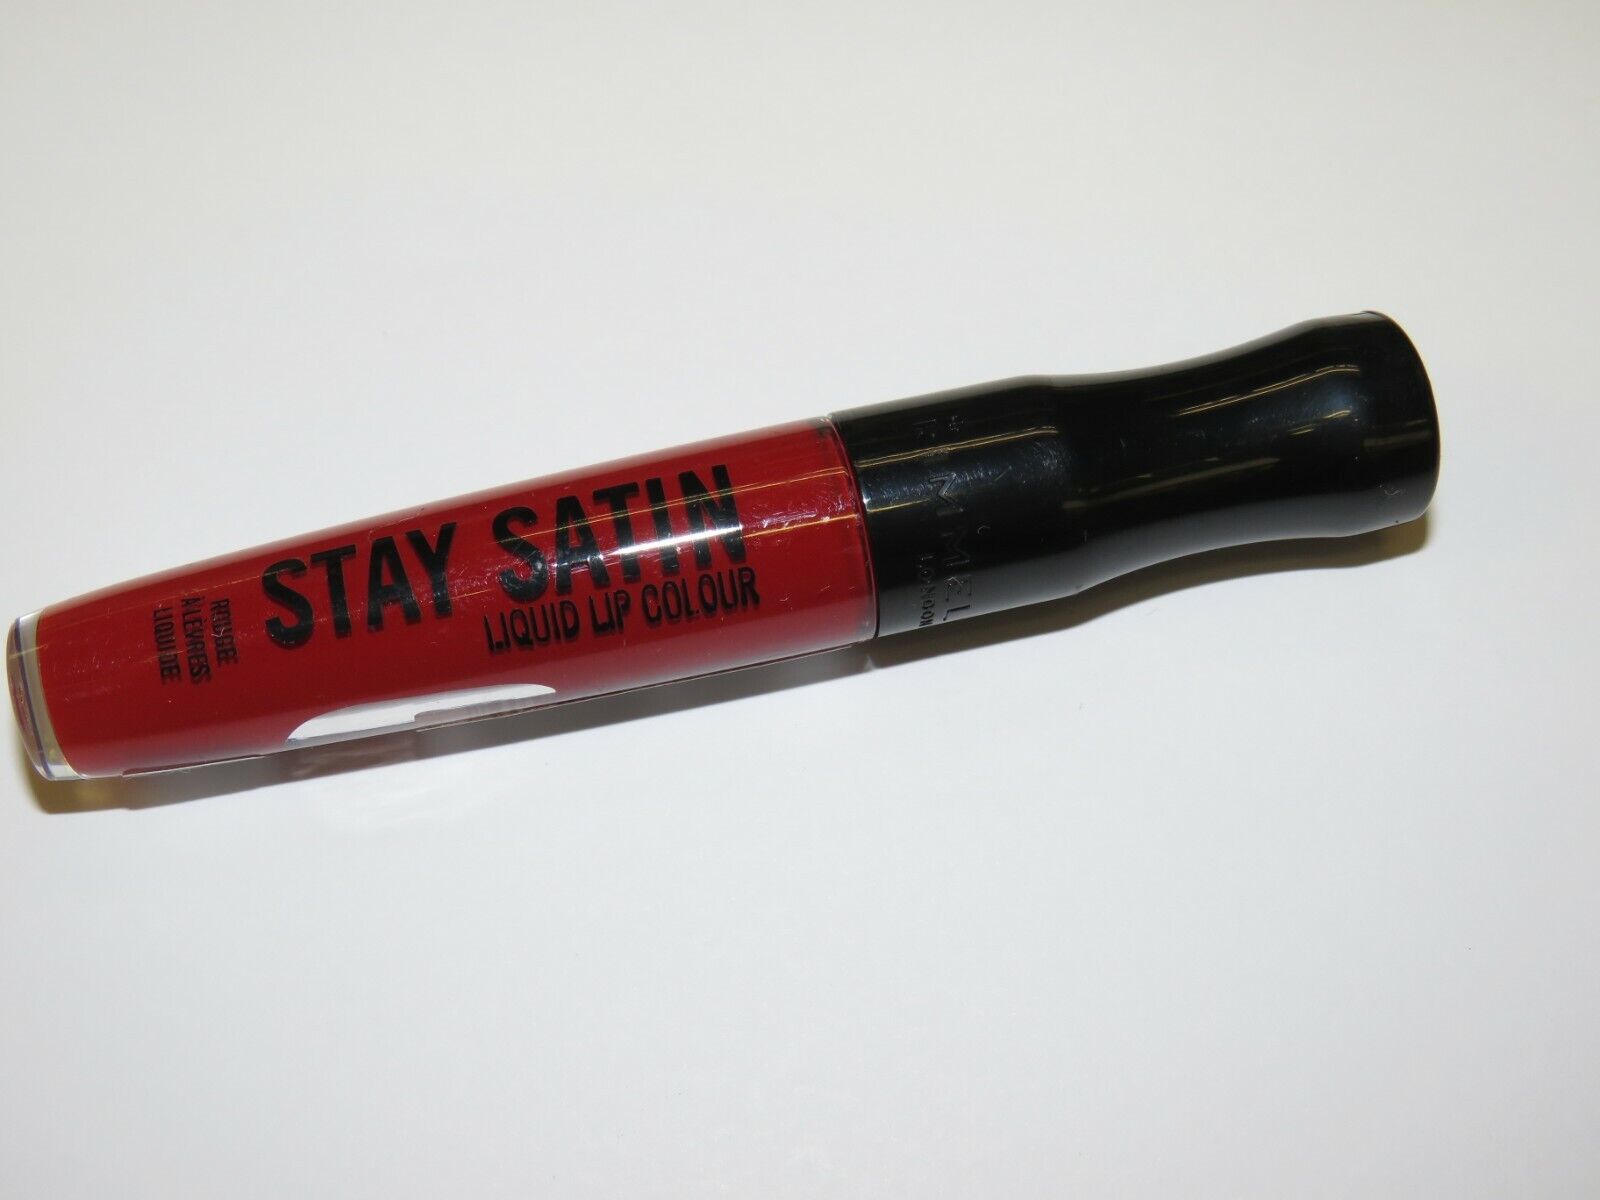 STAY SATIN
LIQUID LIP COLOUR
ROUGE
À LÈVRES
LIQUIDE
RIMMEL
LONDON